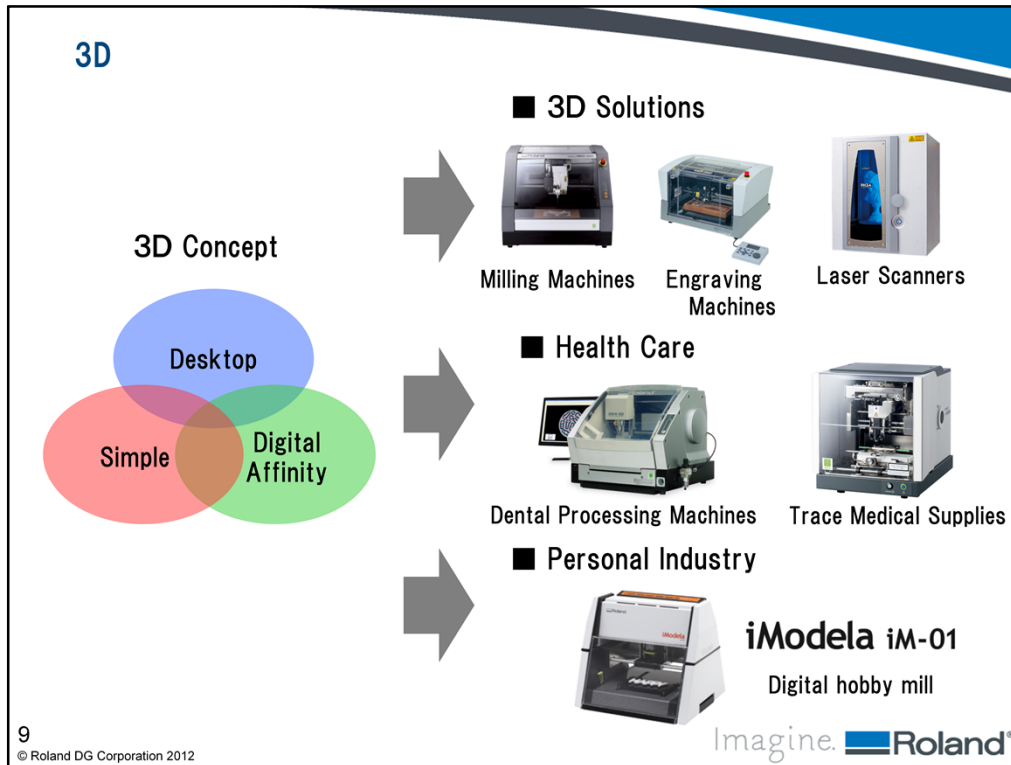 3D
■ 3D Solutions
3D Concept
Milling Machines
Engraving
Machines
Laser Scanners
Desktop
Simple
Digital
Affinity
■ Health Care
Dental Processing Machines
Trace Medical Supplies
■ Personal Industry
iModela
iModela iM-01
Digital hobby mill
9
© Roland DG Corporation 2012
Imagine. Roland®